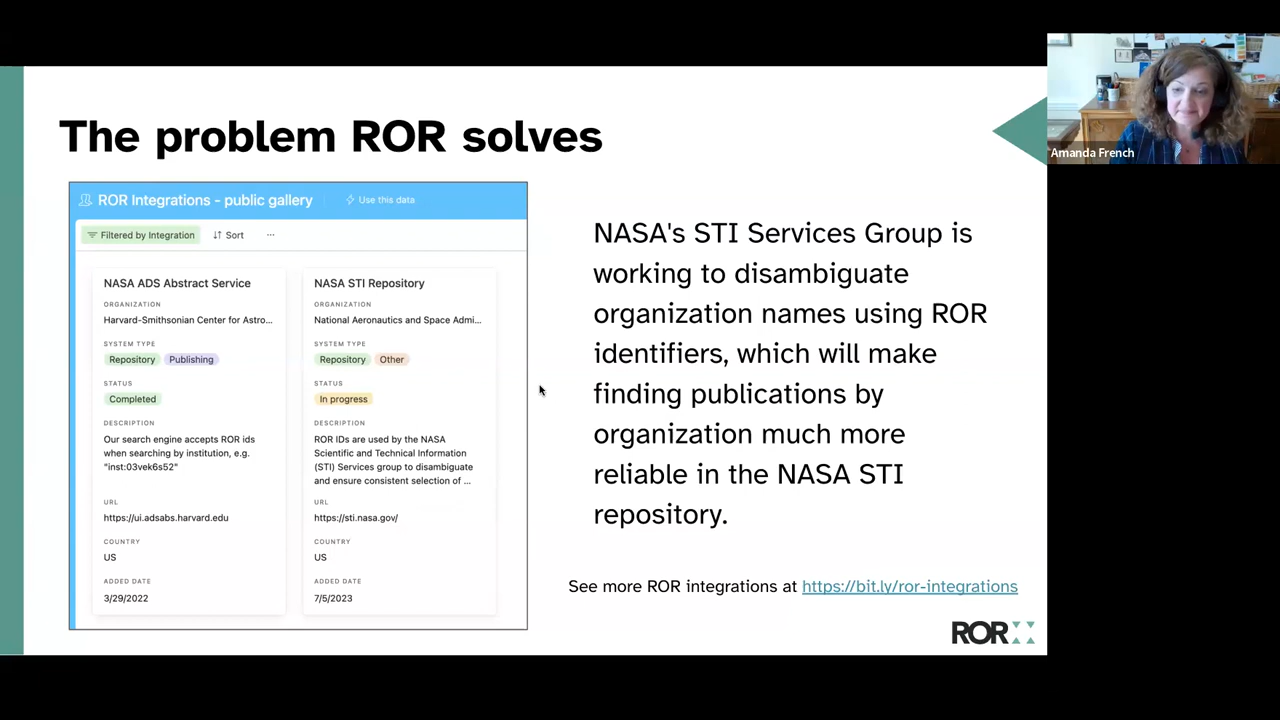 The problem ROR solves
Amanda French
ROR Integrations - public gallery
Use this data
Filtered by Integration
Sort
...
NASA ADS Abstract Service
ORGANIZATION
Harvard-Smithsonian Center for Astro...
SYSTEM TYPE
Repository Publishing
STATUS
Completed
DESCRIPTION
Our search engine accepts ROR ids
when searching by institution, e.g.
"inst:03vek6s52"
URL
https://ui.adsabs.harvard.edu
COUNTRY
US
ADDED DATE
3/29/2022
NASA STI Repository
ORGANIZATION
National Aeronautics and Space Admi...
SYSTEM TYPE
Repository Other
STATUS
In progress
DESCRIPTION
ROR IDs are used by the NASA
Scientific and Technical Information
(STI) Services group to disambiguate
and ensure consistent selection of ...
URL
https://sti.nasa.gov/
COUNTRY
US
ADDED DATE
7/5/2023
NASA's STI Services Group is
working to disambiguate
organization names using ROR
identifiers, which will make
finding publications by
organization much more
reliable in the NASA STI
repository.
See more ROR integrations at https://bit.ly/ror-integrations
ROR